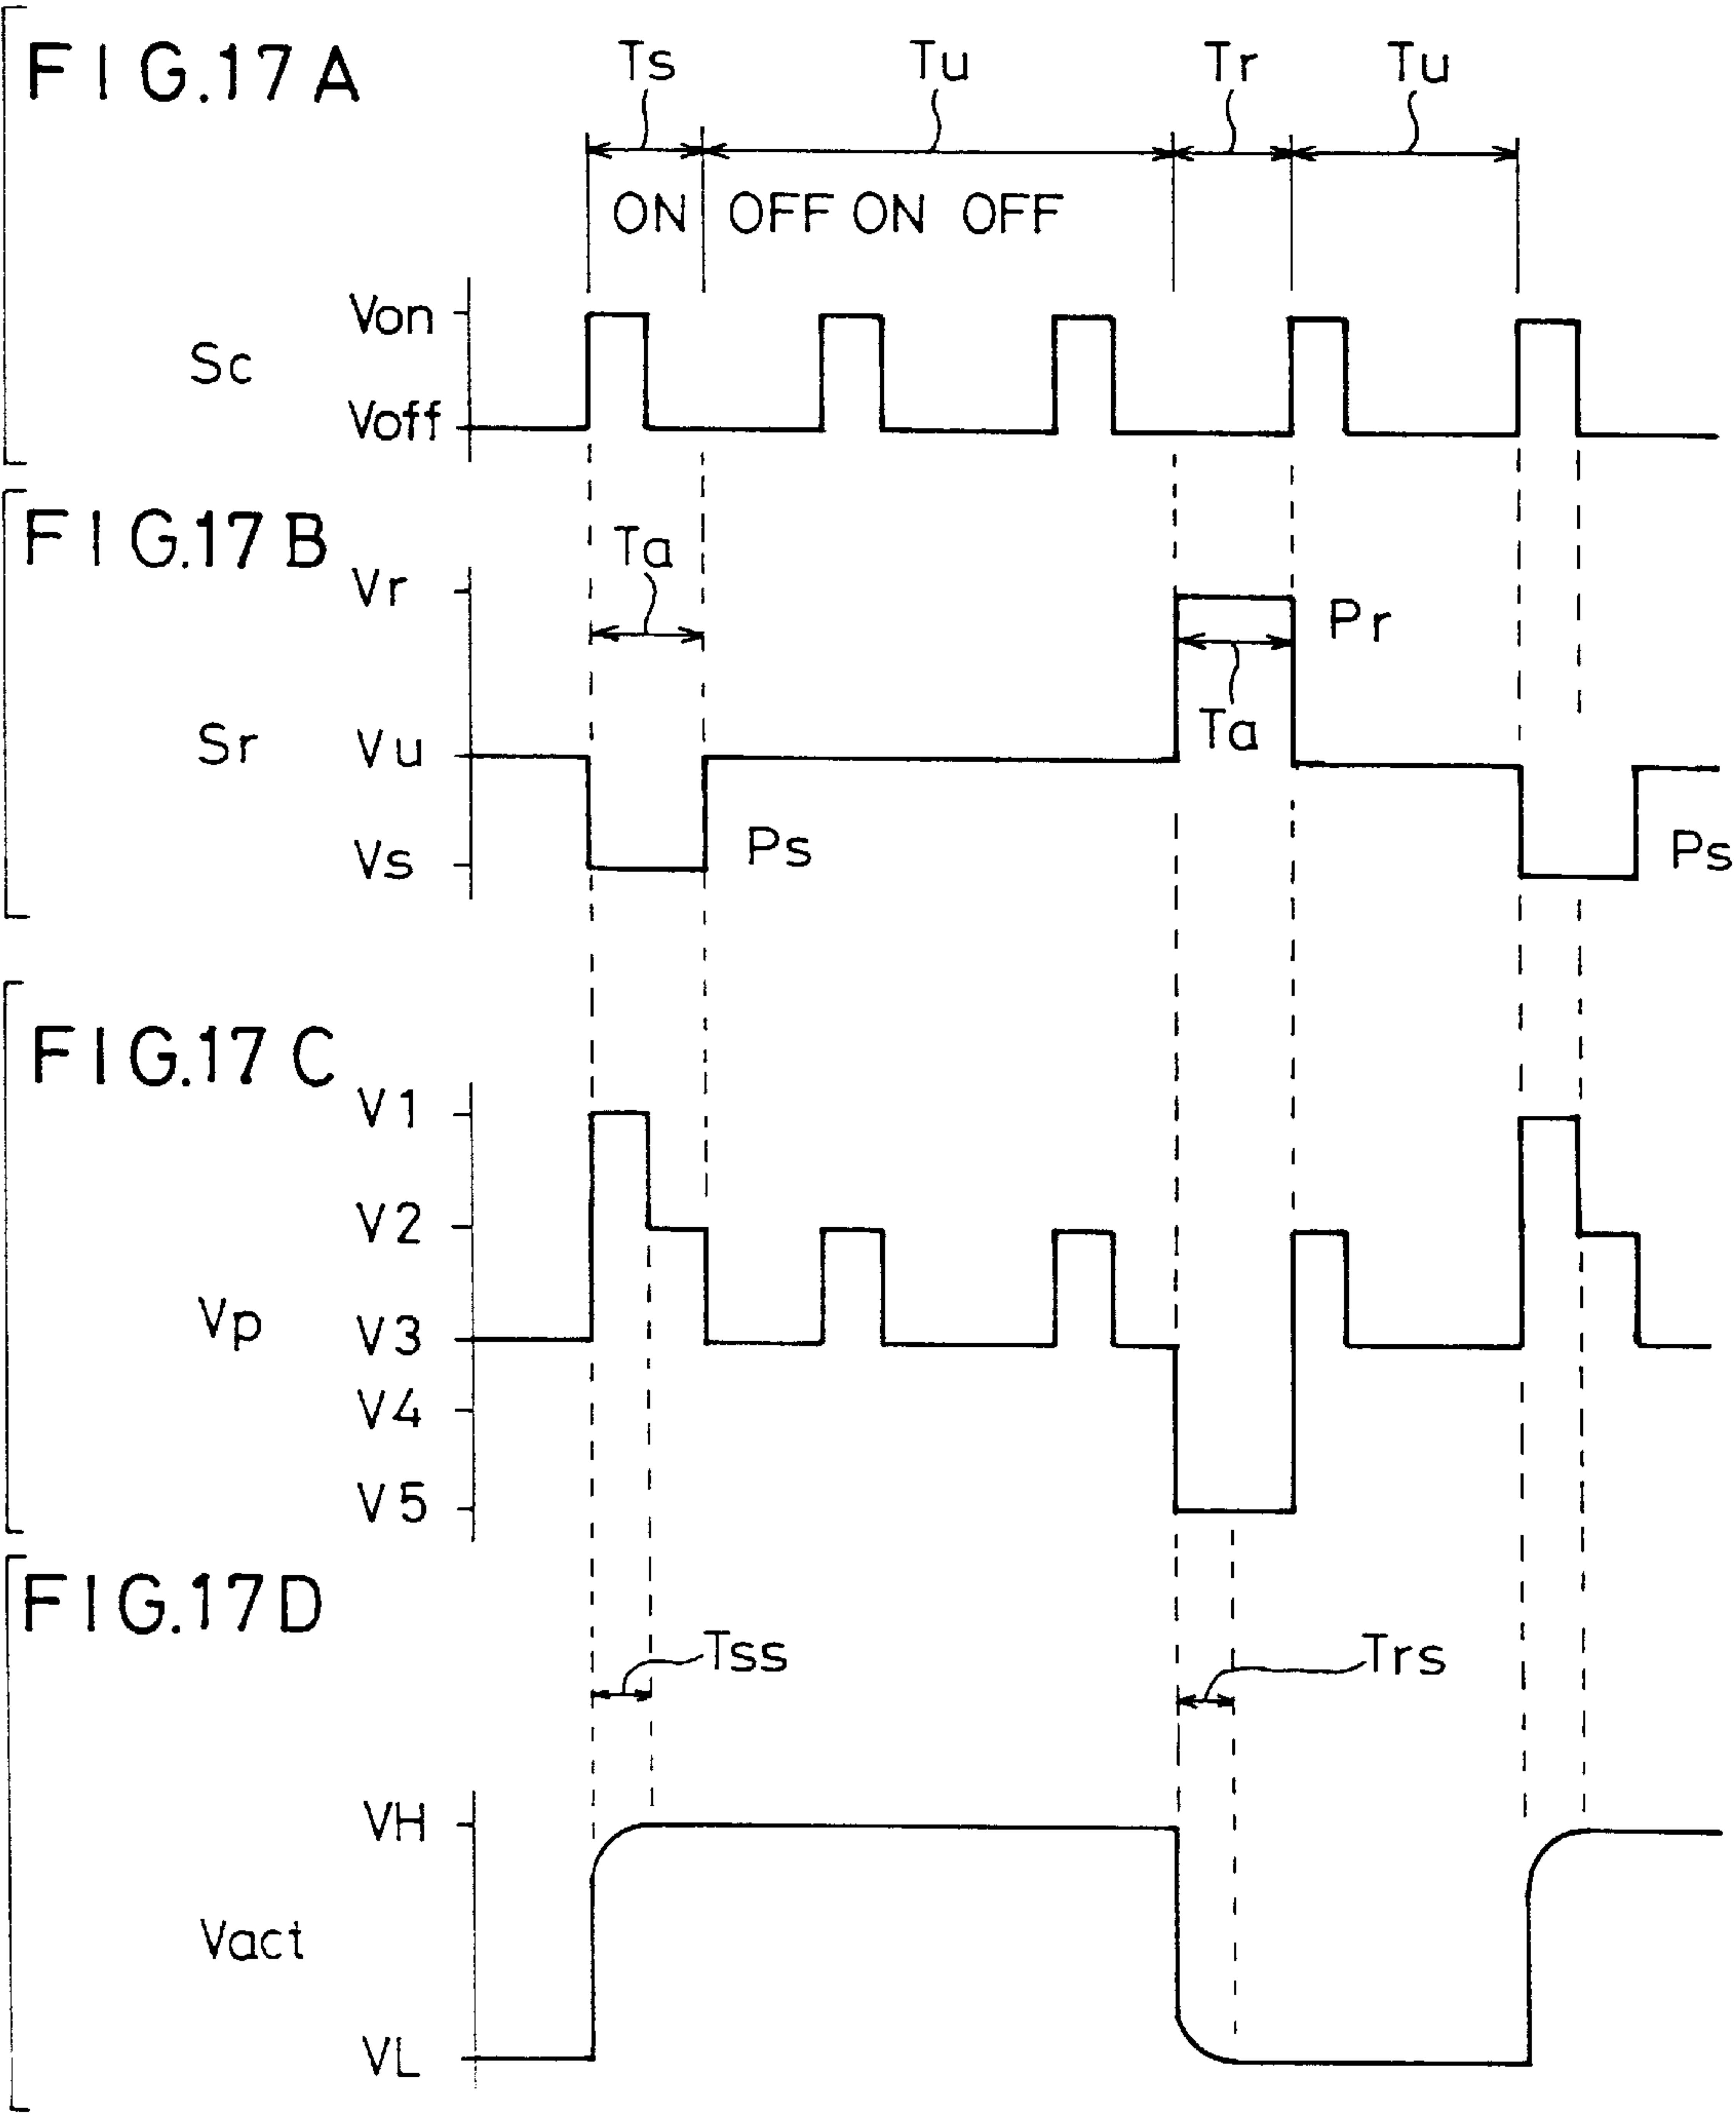 FIG.17A
Ts Tu Tr Tu
ON OFF ON OFF
Von
Sc
Voff
FIG.17B
Ta
Vr
Pr
Ta
Sr Vu
Ps
Vs
Ps
FIG.17C
V1
V2
Vp V3
V4
V5
FIG.17D
Tss Trs
VH
Vact
VL